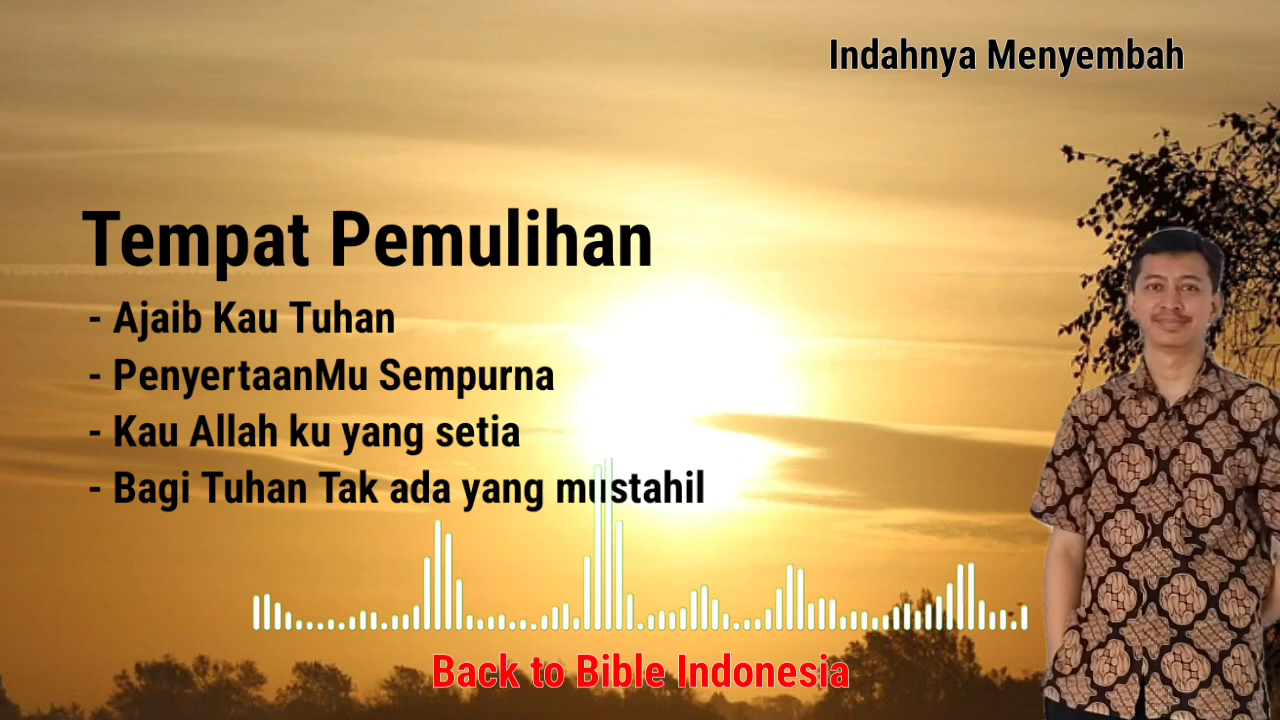 Indahnya Menyembah
Tempat Pemulihan
- Ajaib Kau Tuhan
- PenyertaanMu Sempurna
- Kau Allah ku yang setia
- Bagi Tuhan Tak ada yang mustahil
Back to Bible Indonesia